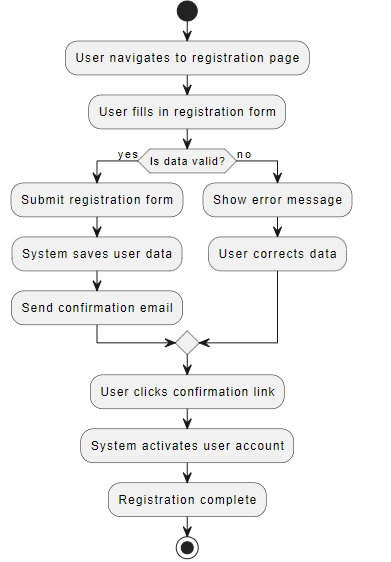 User navigates to registration page
User fills in registration form
yes
Is data valid?
no
Submit registration form
Show error message
System saves user data
User corrects data
Send confirmation email
User clicks confirmation link
System activates user account
Registration complete